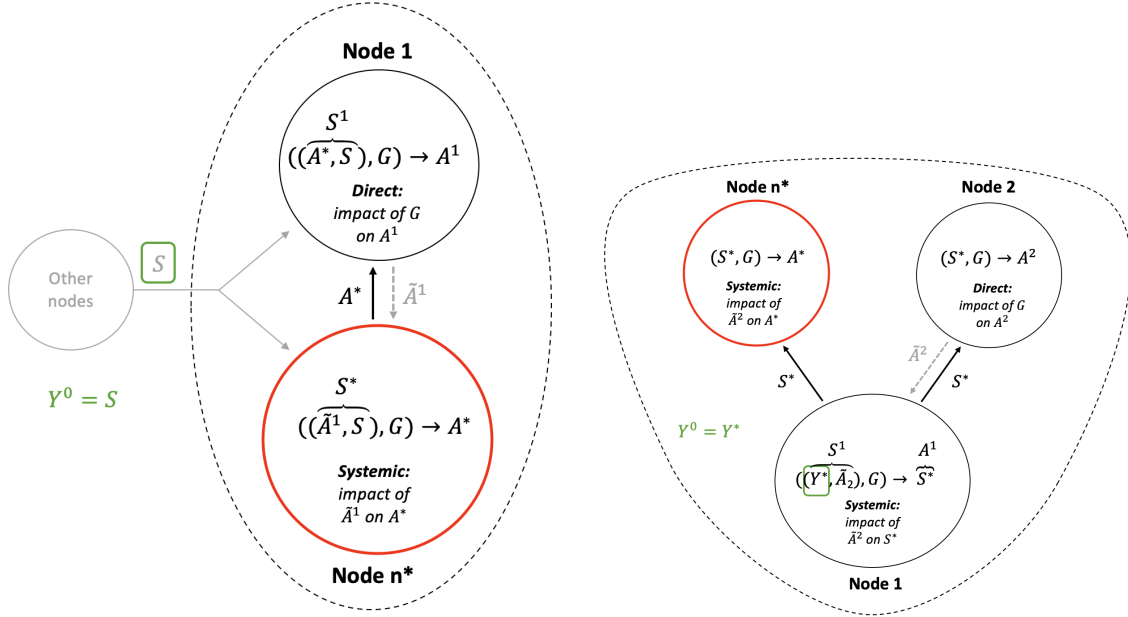 Node 1
S¹
((A*, S), G) → A¹
Direct:
impact of G
on A¹
Other
nodes
S
A*
Ã¹
Y⁰ = S
S*
((Ã¹, S), G) → A*
Systemic:
impact of
Ã¹ on A*
Node n*
Node n*
(S*, G) → A*
Systemic:
impact of
Ã² on A*
Node 2
(S*, G) → A²
Direct:
impact of G
on A²
Ã²
S*
S*
Y⁰ = Y*
S¹ A¹
((Y*, Ã₂), G) → S*
Systemic:
impact of
Ã² on S*
Node 1